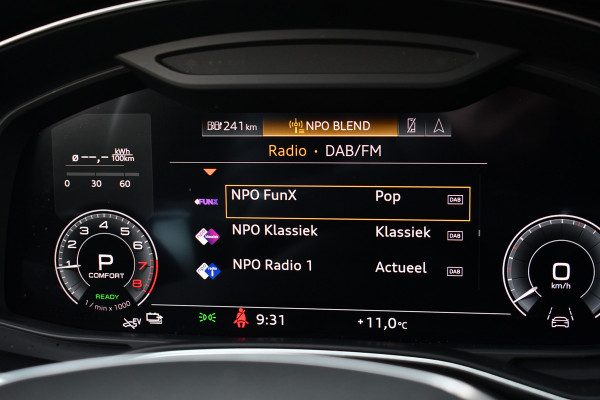 241 km
NPO BLEND
Radio · DAB/FM
ø --,- kWh/100km
0 30 60
FUNX NPO FunX Pop DAB
NPO Klassiek Klassiek DAB
NPO Radio 1 Actueel DAB
1 2 3 4 5 6 7 8
P
COMFORT
READY
1 / min x 1000
0
km/h
EV
9:31
+11,0°C